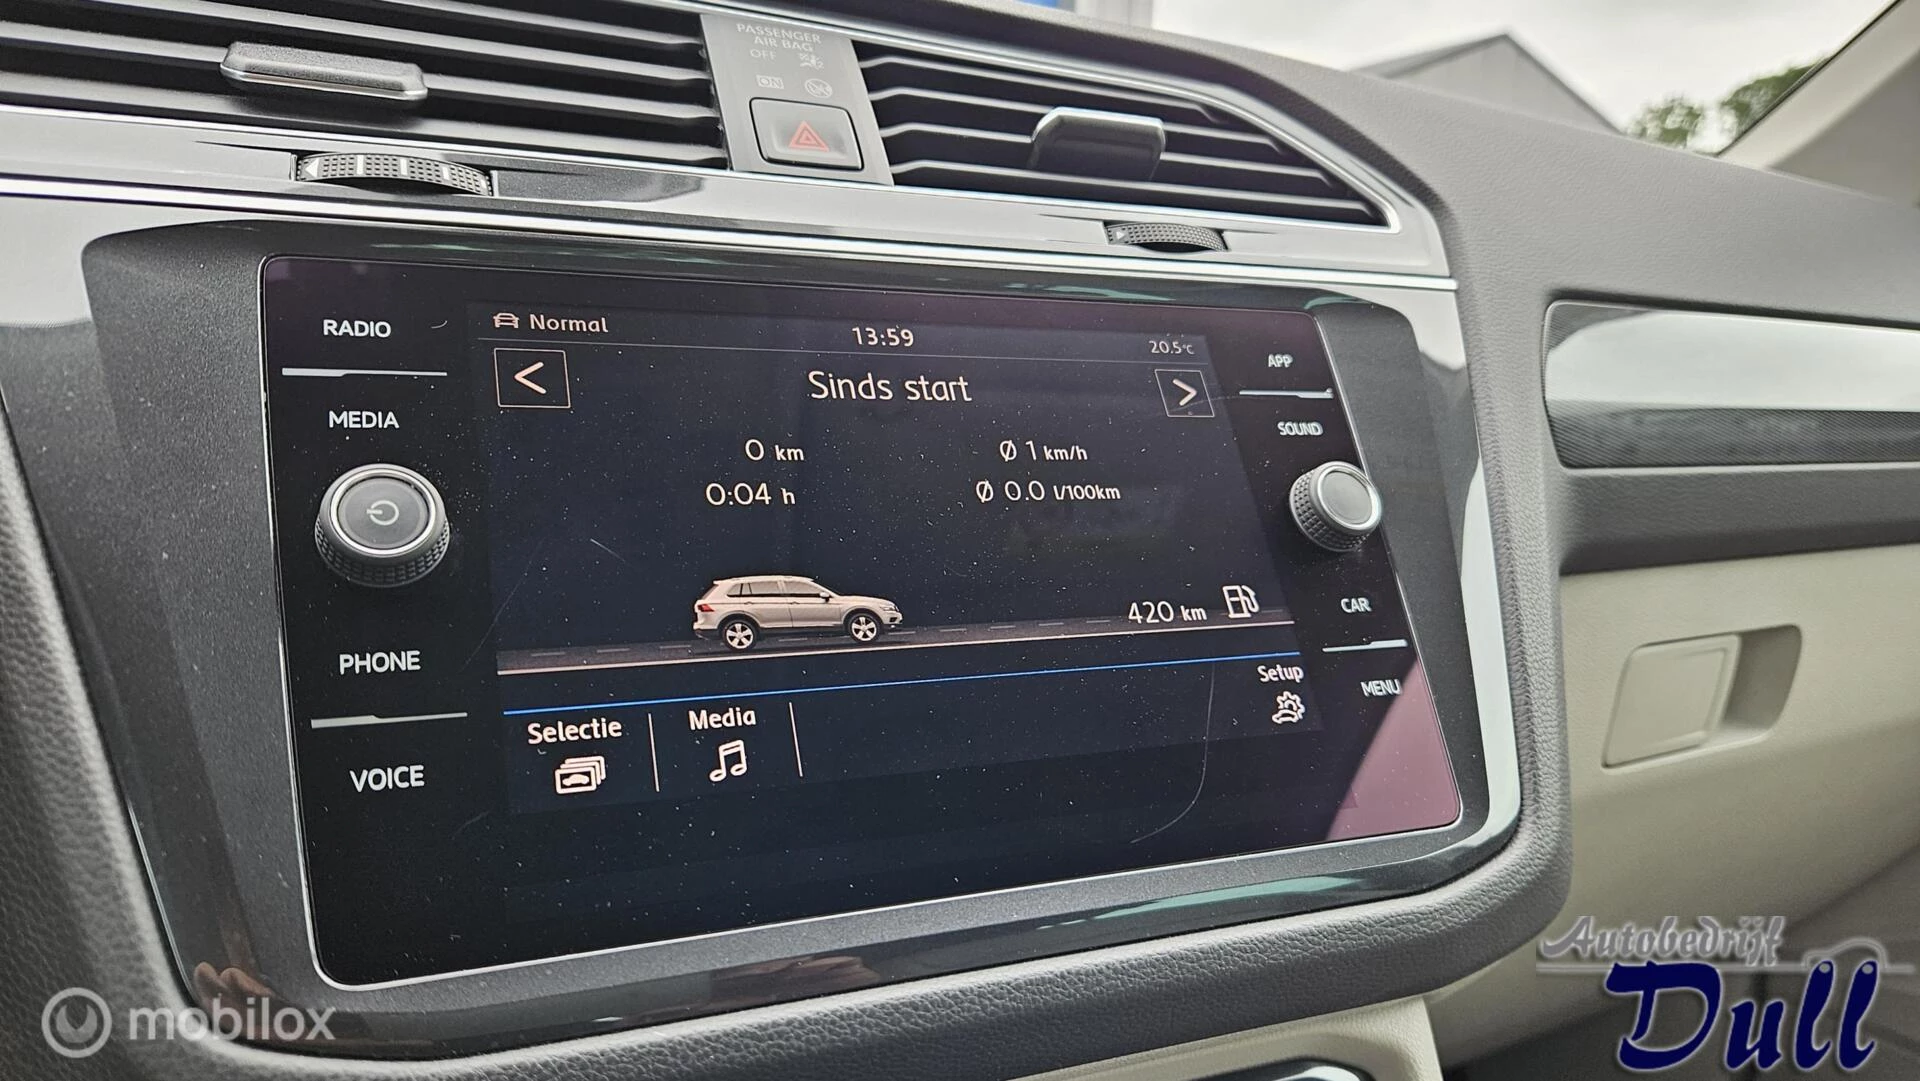 PASSENGER
AIR BAG
OFF
ON
RADIO
MEDIA
PHONE
VOICE
Normal
13:59
20.5°C
<
Sinds start
>
0 km
Ø 1 km/h
0:04 h
Ø 0.0 l/100km
420 km
Selectie
Media
Setup
APP
SOUND
CAR
MENU
mobilox
Autobedrijf
Dull